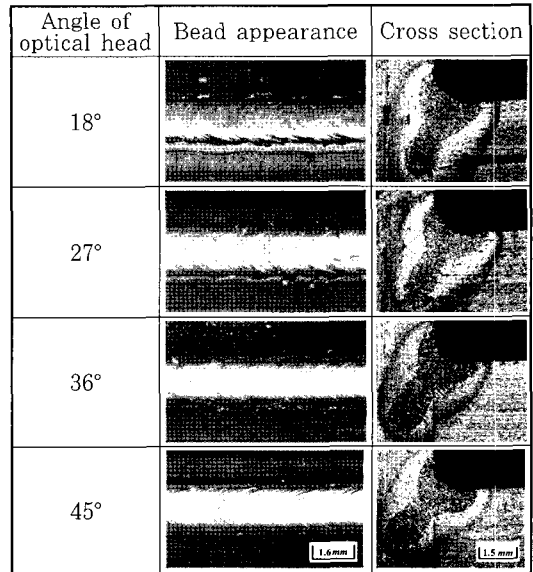 Angle of
optical head
Bead appearance
Cross section
18°
27°
36°
45°
1.6mm
1.5mm